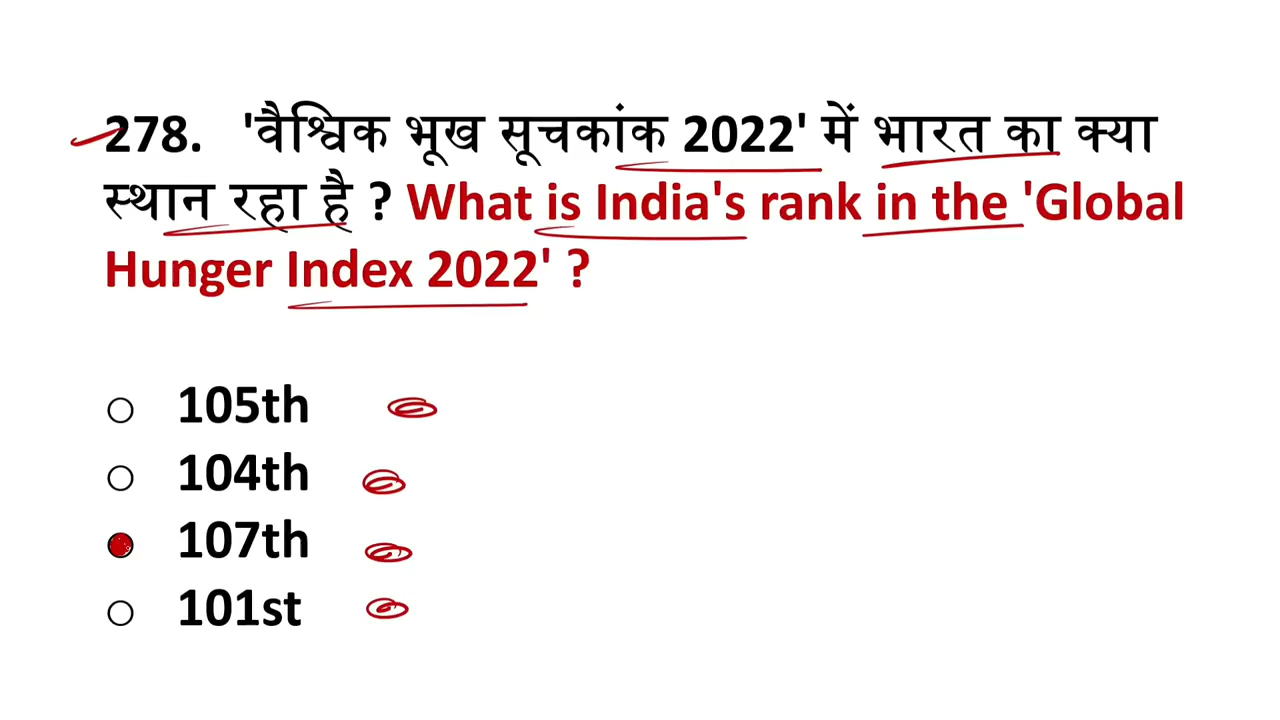 278. 'वैश्विक भूख सूचकांक 2022' में भारत का क्या
स्थान रहा है ? What is India's rank in the 'Global
Hunger Index 2022' ?
105th
104th
107th
101st